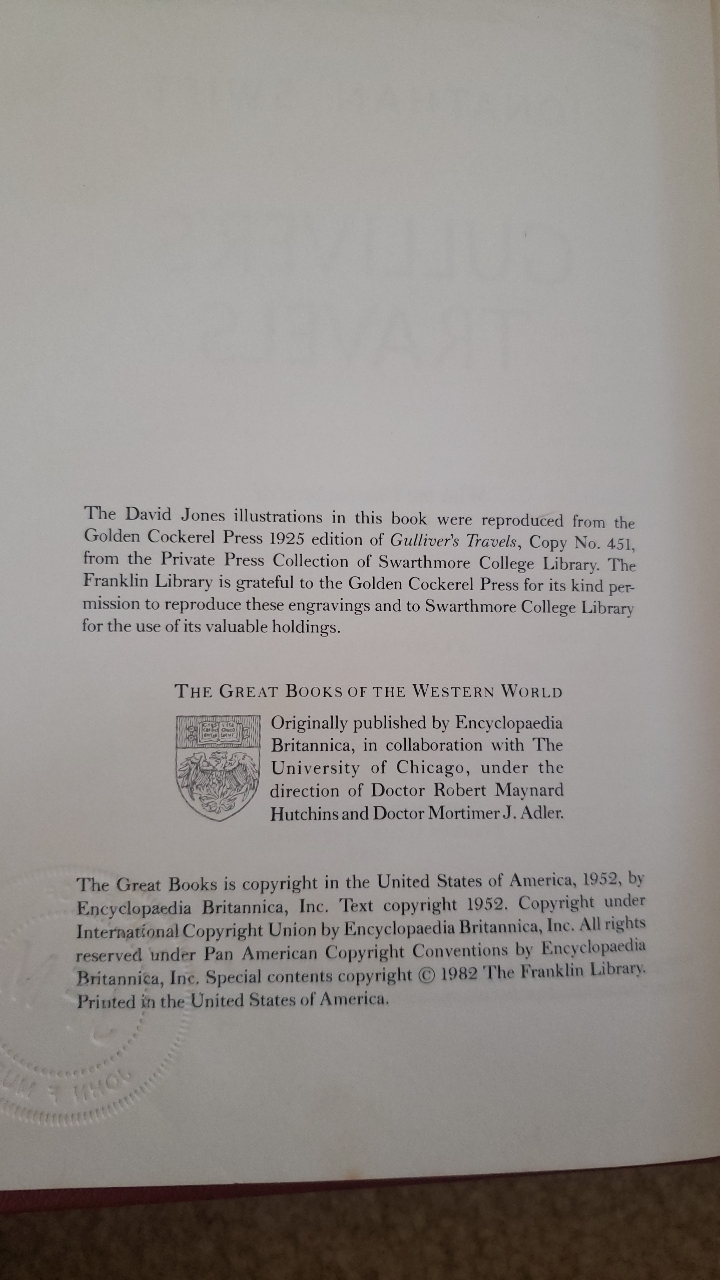 JONATHAN SWIFT
GULLIVER'S
TRAVELS
The David Jones illustrations in this book were reproduced from the
Golden Cockerel Press 1925 edition of Gulliver's Travels, Copy No. 451,
from the Private Press Collection of Swarthmore College Library. The
Franklin Library is grateful to the Golden Cockerel Press for its kind per-
mission to reproduce these engravings and to Swarthmore College Library
for the use of its valuable holdings.
THE GREAT BOOKS OF THE WESTERN WORLD
Originally published by Encyclopaedia
Britannica, in collaboration with The
University of Chicago, under the
direction of Doctor Robert Maynard
Hutchins and Doctor Mortimer J. Adler.
The Great Books is copyright in the United States of America, 1952, by
Encyclopaedia Britannica, Inc. Text copyright 1952. Copyright under
International Copyright Union by Encyclopaedia Britannica, Inc. All rights
reserved under Pan American Copyright Conventions by Encyclopaedia
Britannica, Inc. Special contents copyright © 1982 The Franklin Library.
Printed in the United States of America.
JOHN F